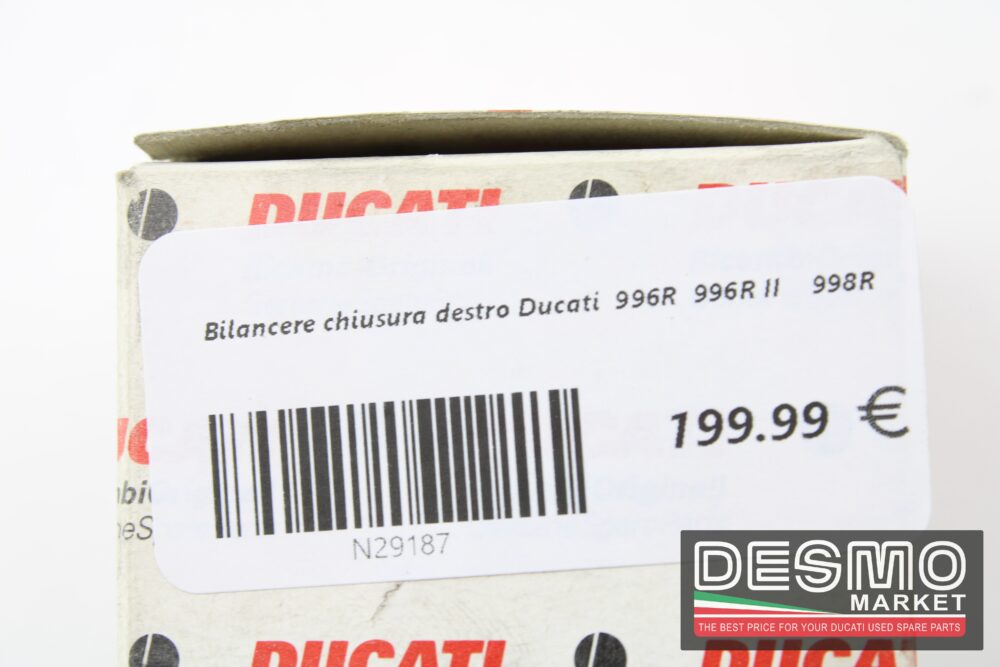 DUCATI
Bilancere chiusura destro Ducati 996R 996R II 998R
199.99 €
N29187
DESMO
MARKET
THE BEST PRICE FOR YOUR DUCATI USED SPARE PARTS
DUCATI DUCA